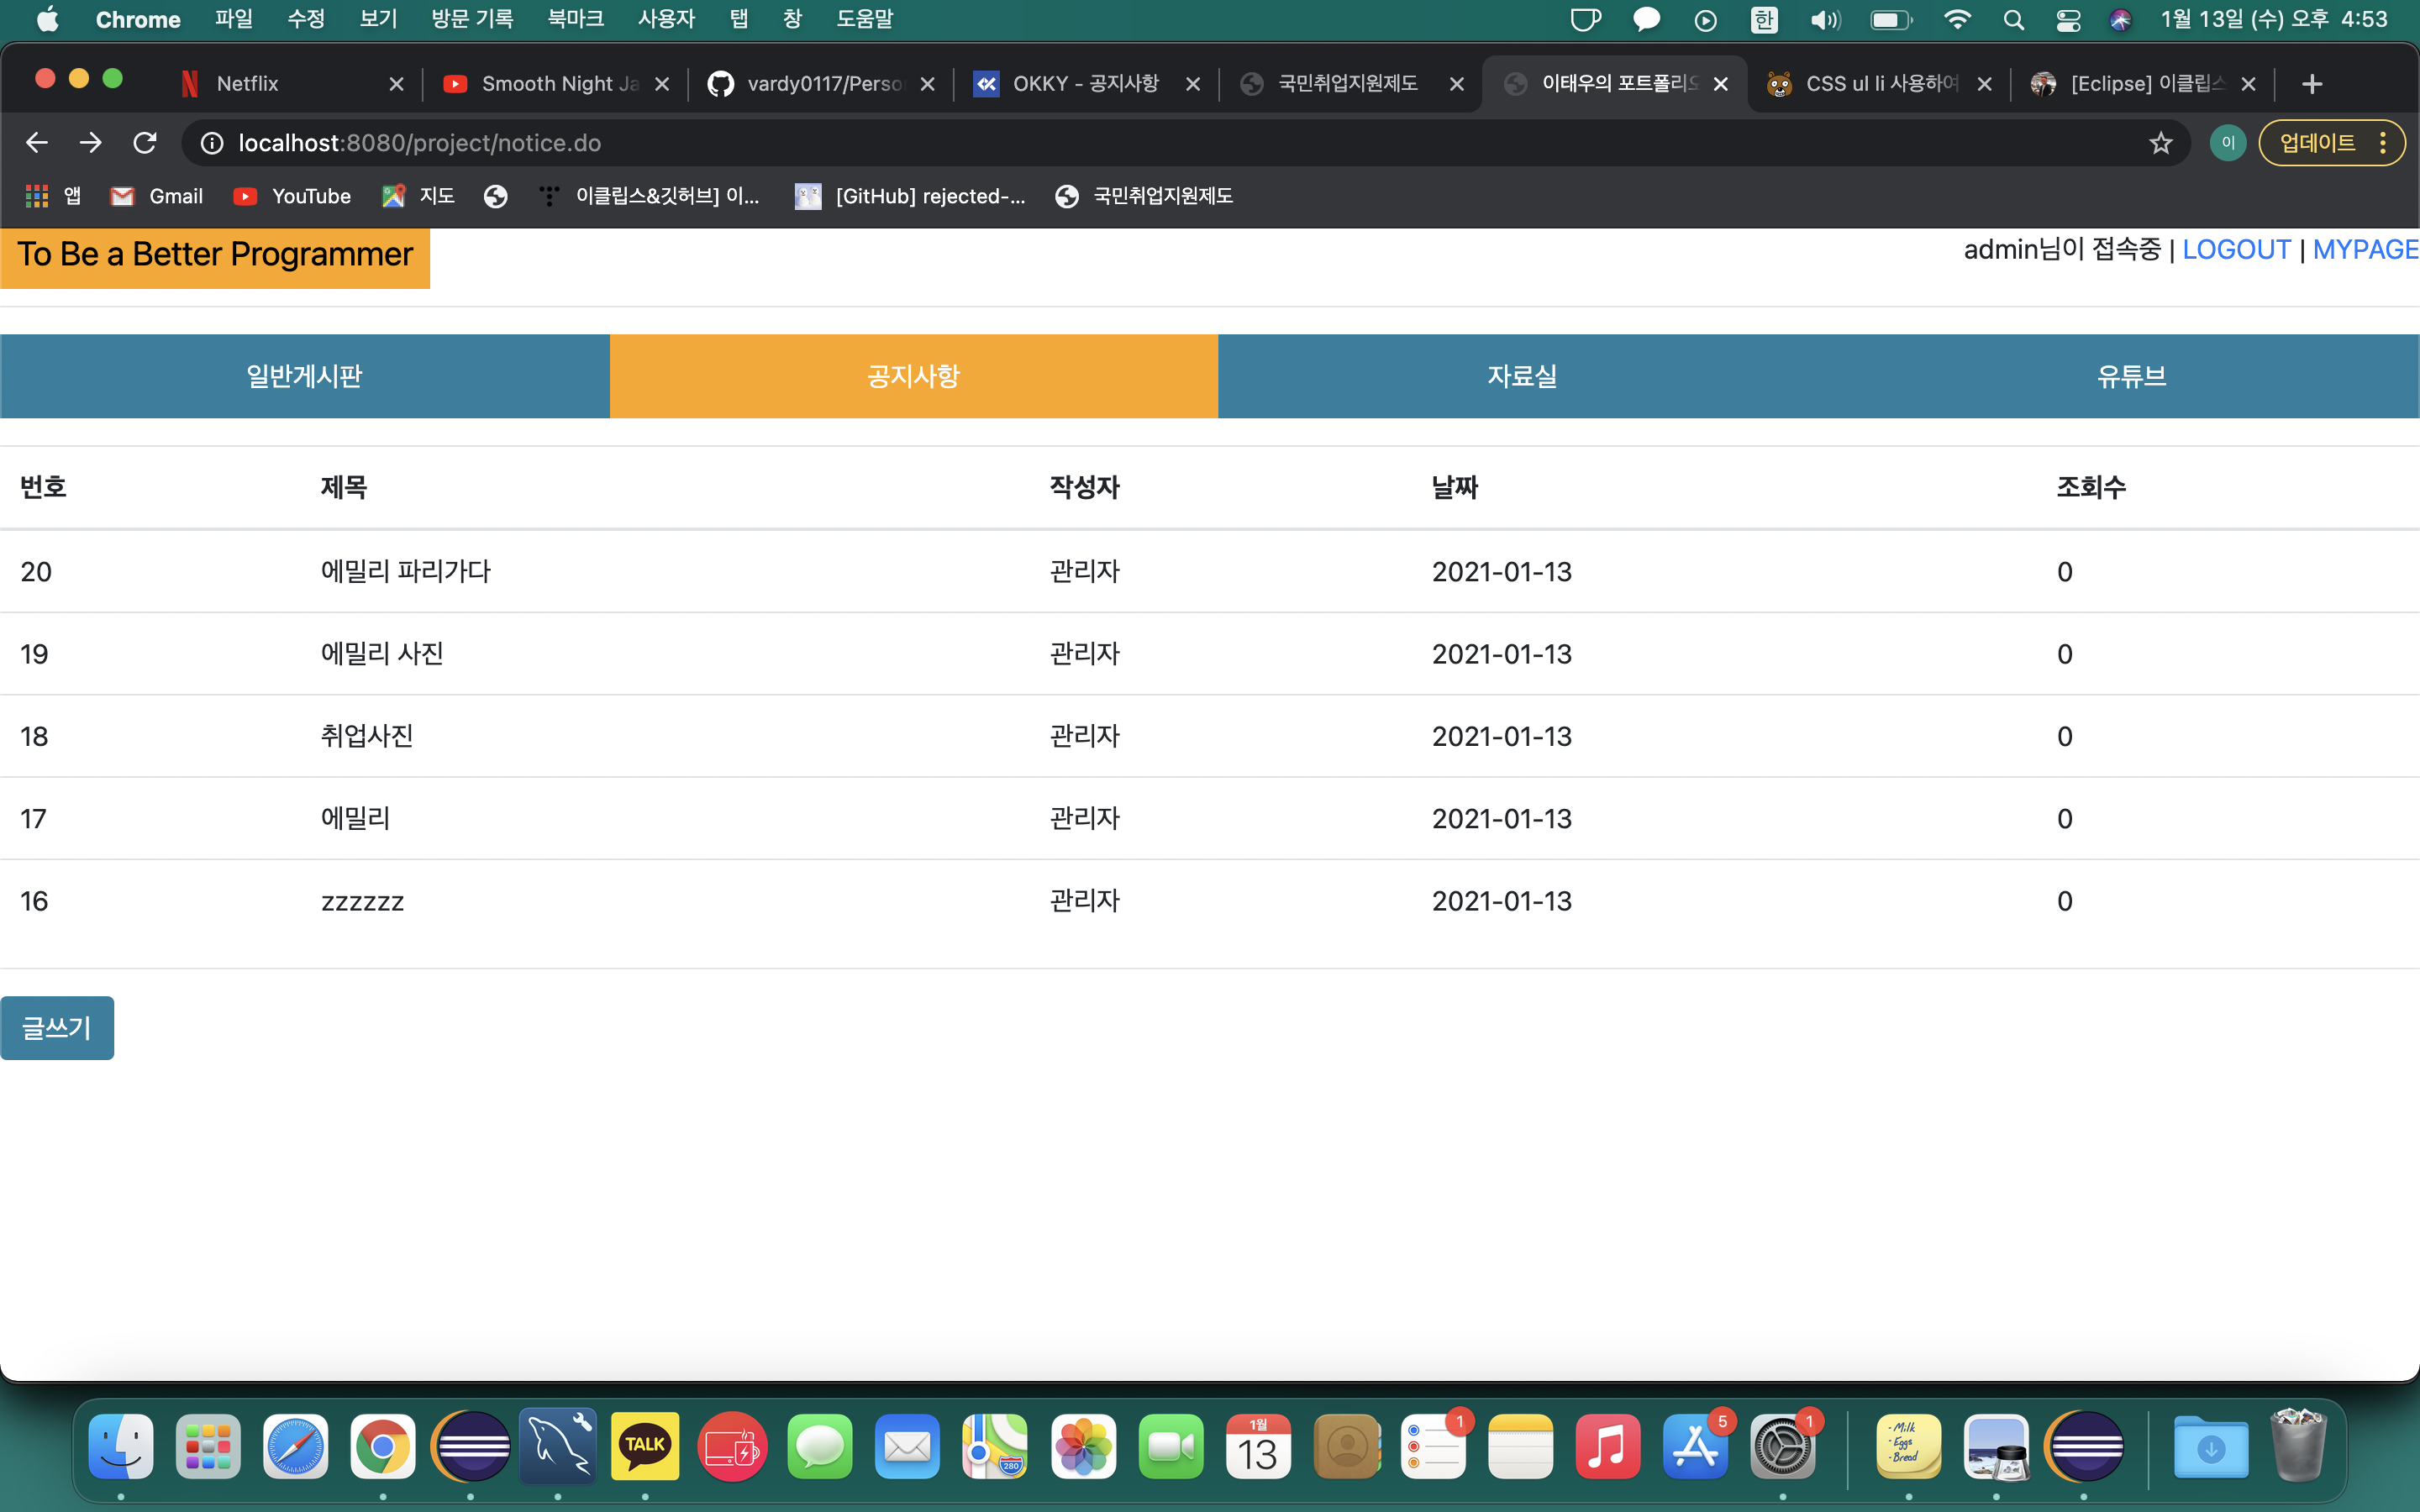 Chrome 파일 수정 보기 방문 기록 북마크 사용자 탭 창 도움말 한 1월 13일 (수) 오후 4:53
Netflix Smooth Night Ja vardy0117/Perso OKKY - 공지사항 국민취업지원제도 이태우의 포트폴리오 CSS ul li 사용하여 [Eclipse] 이클립스
localhost:8080/project/notice.do 이 업데이트
앱 Gmail YouTube 지도 이클립스&깃허브] 이... [GitHub] rejected-... 국민취업지원제도
To Be a Better Programmer admin님이 접속중 | LOGOUT | MYPAGE
일반게시판 공지사항 자료실 유튜브
번호 제목 작성자 날짜 조회수
20 에밀리 파리가다 관리자 2021-01-13 0
19 에밀리 사진 관리자 2021-01-13 0
18 취업사진 관리자 2021-01-13 0
17 에밀리 관리자 2021-01-13 0
16 zzzzzz 관리자 2021-01-13 0
글쓰기
TALK 280 1월 13 1 5 1 - Milk - Eggs - Bread